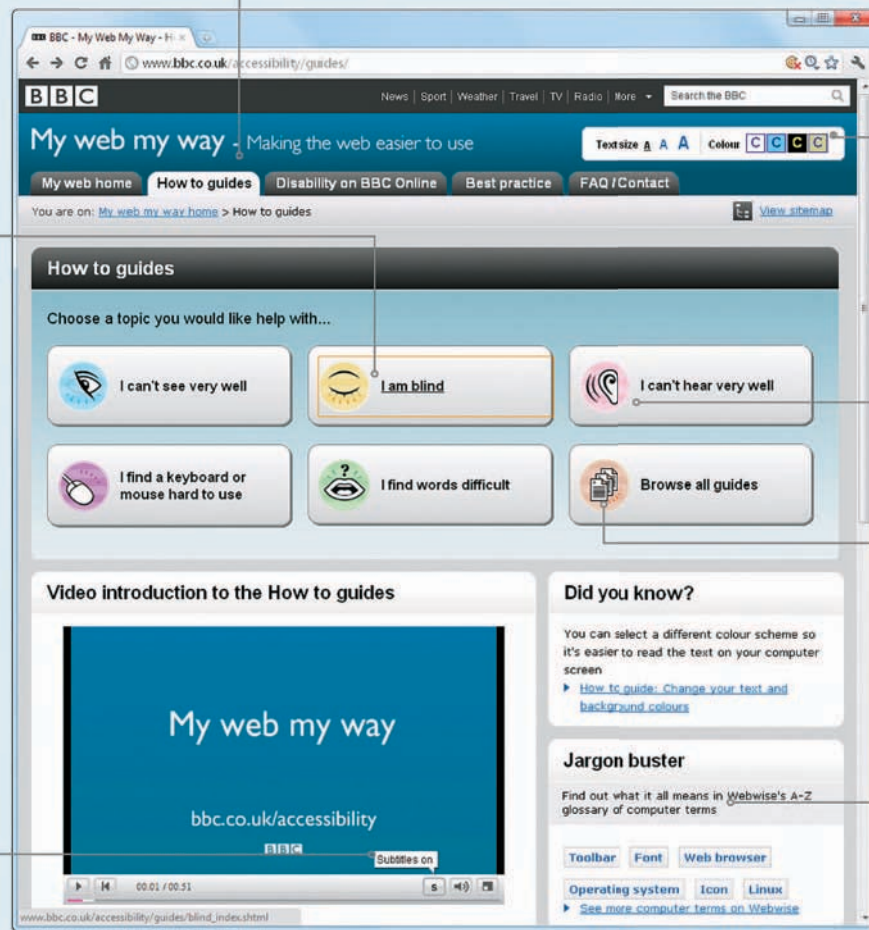 BBC - My Web My Way - H
www.bbc.co.uk/accessibility/guides/
BBC
News | Sport | Weather | Travel | TV | Radio | More
Search the BBC
My web my way - Making the web easier to use
Text size A A A Colour C C C C
My web home
How to guides
Disability on BBC Online
Best practice
FAQ / Contact
You are on: My web my way home > How to guides
View sitemap
How to guides
Choose a topic you would like help with...
I can't see very well
I am blind
I can't hear very well
I find a keyboard or
mouse hard to use
?
I find words difficult
Browse all guides
Video introduction to the How to guides
My web my way
bbc.co.uk/accessibility
BBC
Subtitles on
00.01 / 00.51
S
www.bbc.co.uk/accessibility/guides/blind_index.shtml
Did you know?
You can select a different colour scheme so
it's easier to read the text on your computer
screen
How to guide: Change your text and
background colours
Jargon buster
Find out what it all means in Webwise's A-Z
glossary of computer terms
Toolbar Font Web browser
Operating system Icon Linux
See more computer terms on Webwise